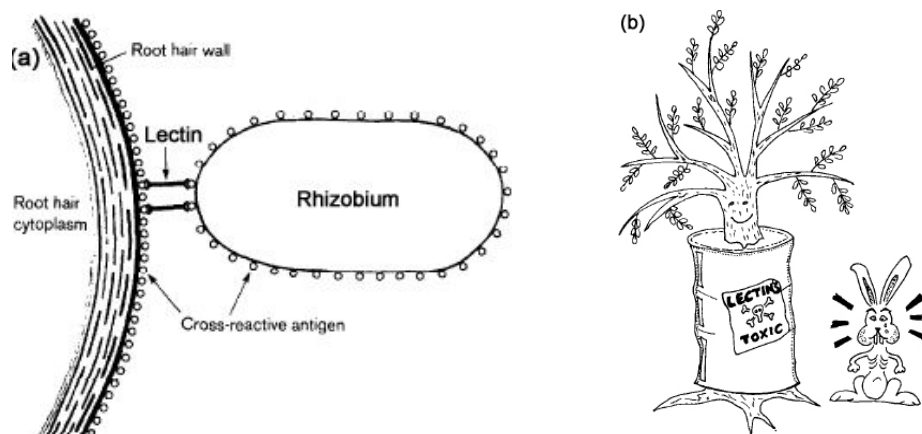 (a)
Root hair wall
Lectin
Rhizobium
Root hair
cytoplasm
Cross-reactive antigen
(b)
LECTINS
TOXIC